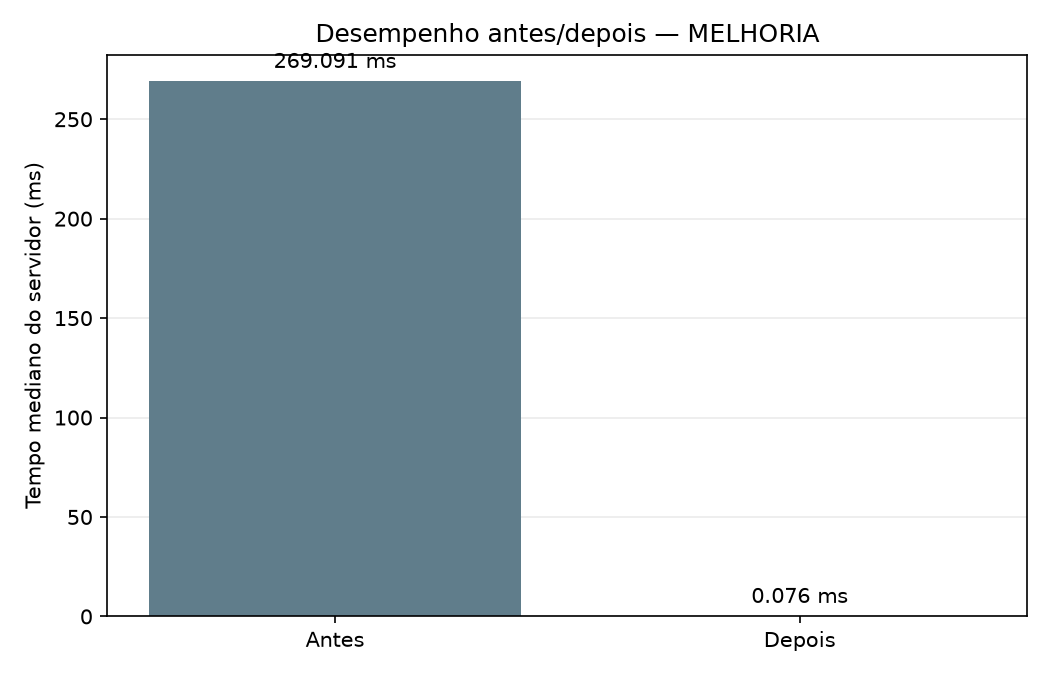 Desempenho antes/depois — MELHORIA
269.091 ms
Tempo mediano do servidor (ms)
250
200
150
100
50
0
0.076 ms
Antes
Depois